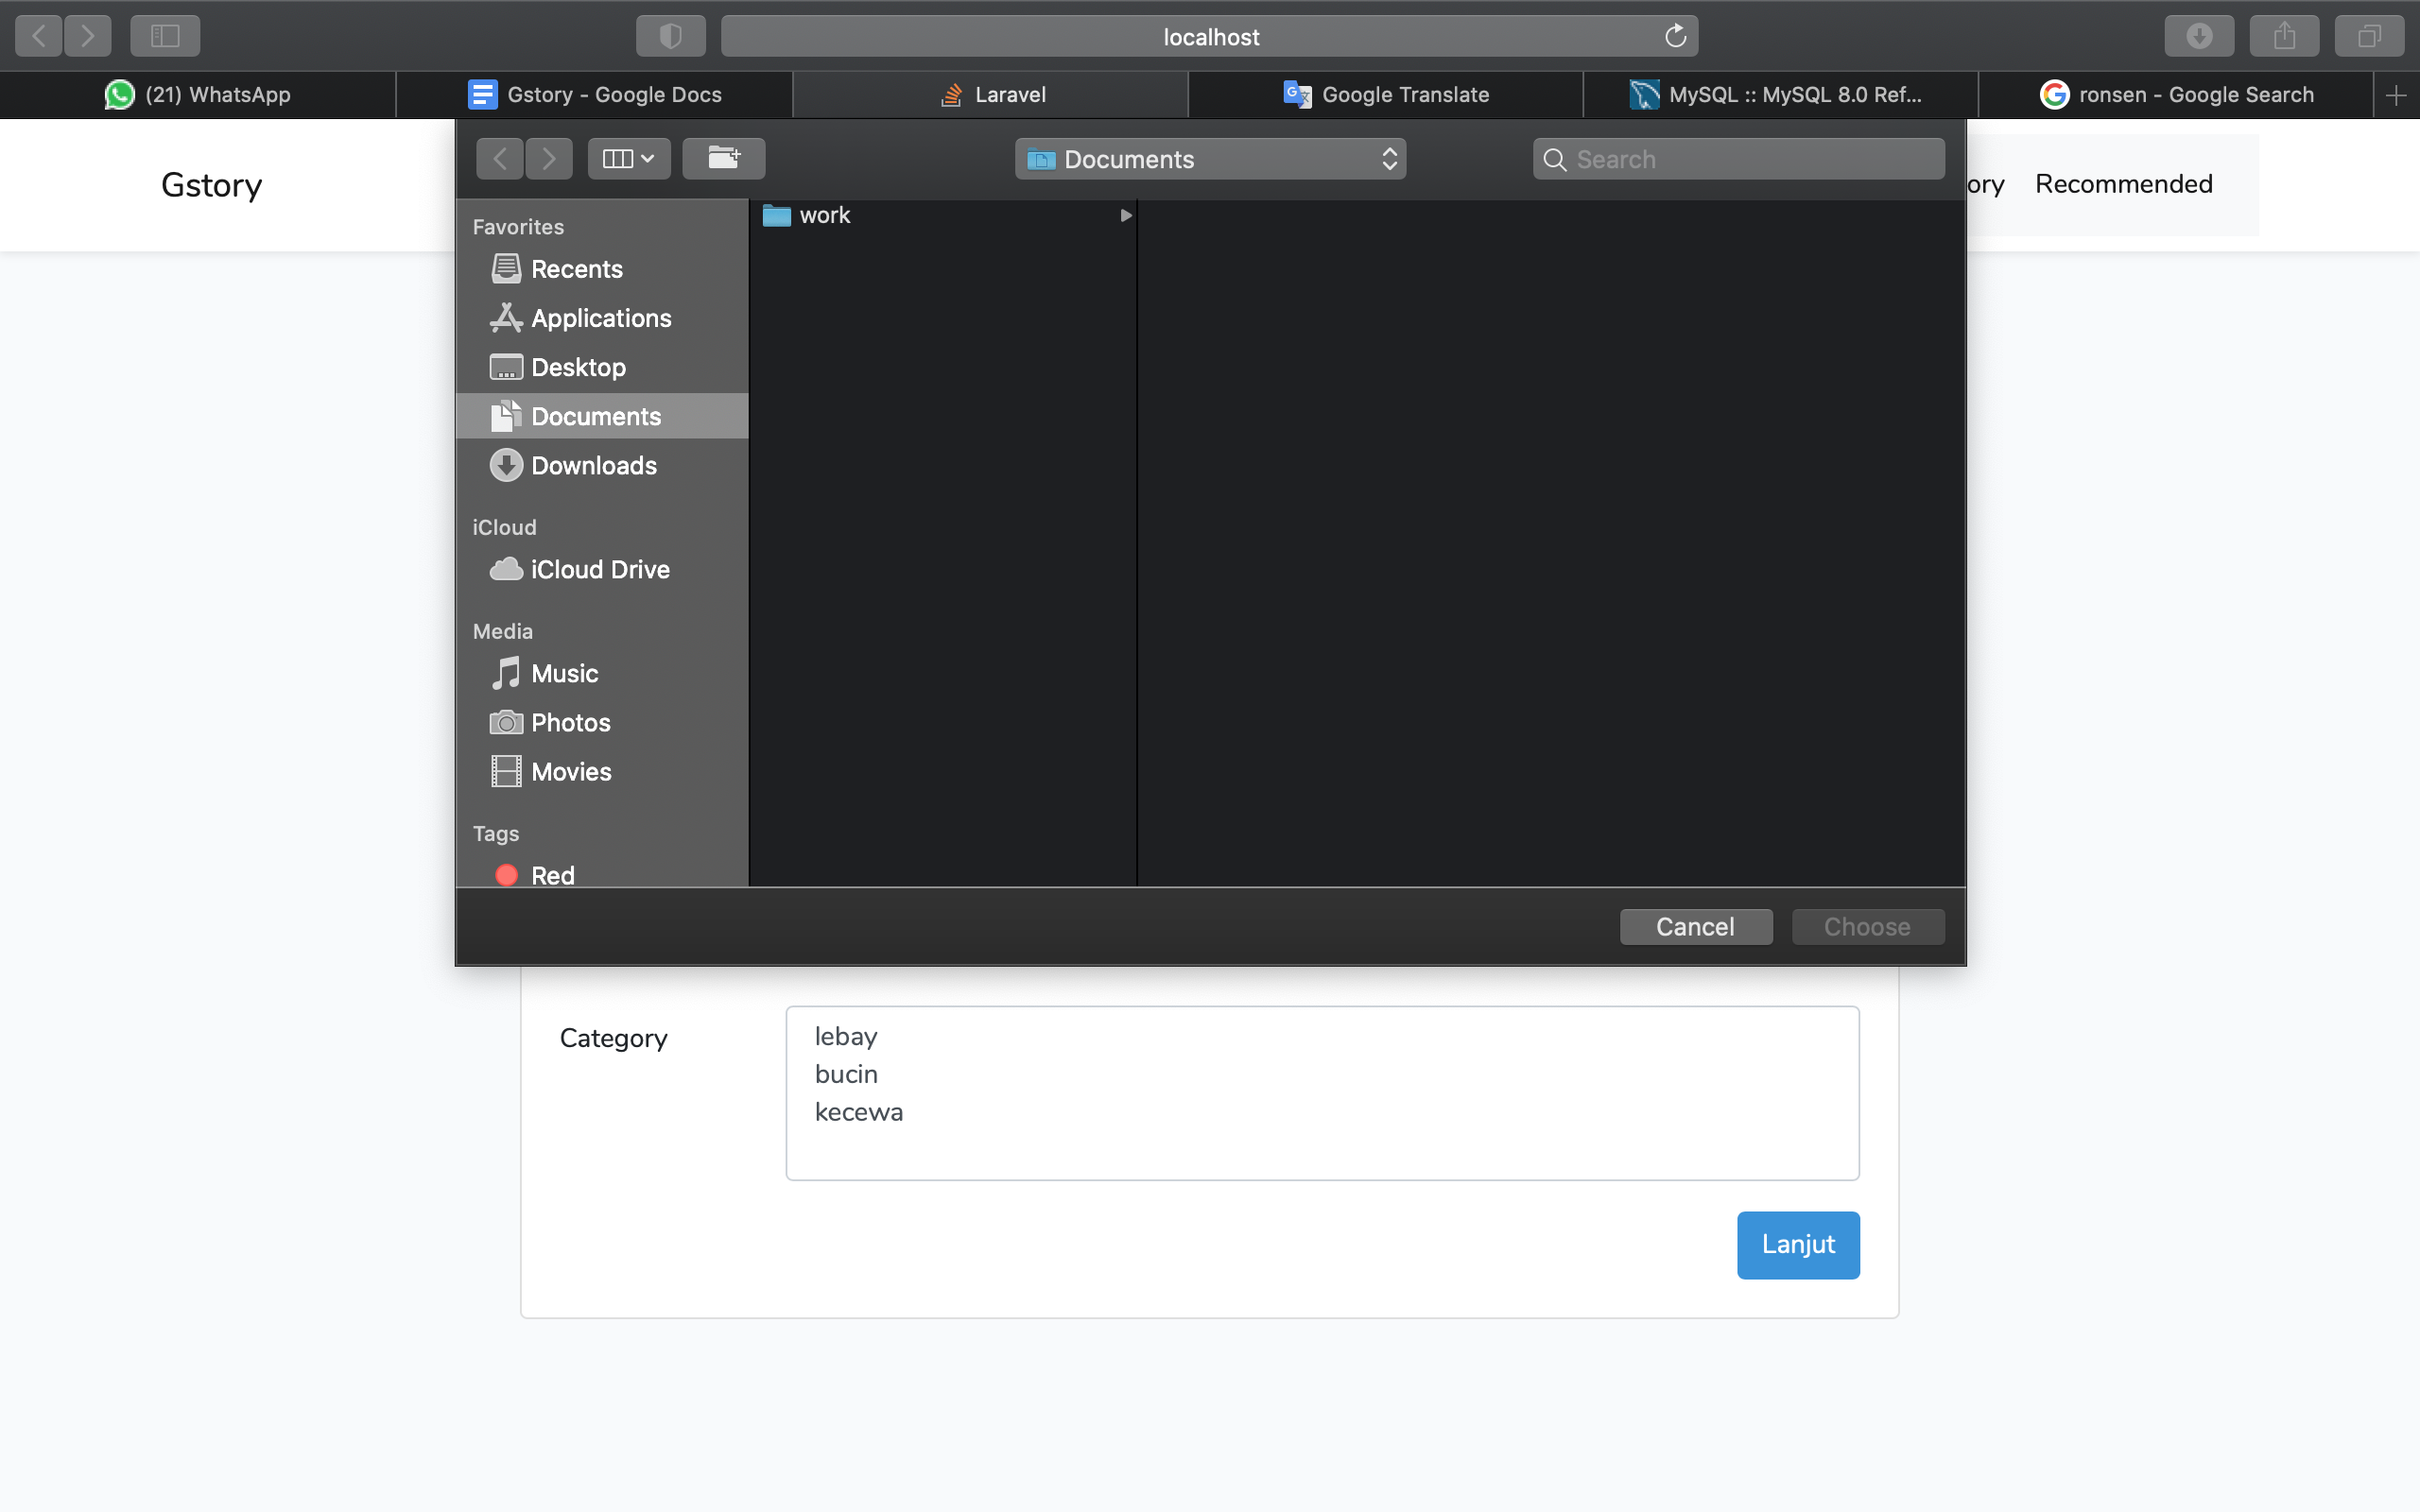 localhost
(21) WhatsApp
Gstory - Google Docs
Laravel
Google Translate
MySQL :: MySQL 8.0 Ref...
ronsen - Google Search
Gstory
ory
Recommended
Documents
Search
Favorites
Recents
Applications
Desktop
Documents
Downloads
iCloud
iCloud Drive
Media
Music
Photos
Movies
Tags
Red
work
Cancel
Choose
Category
lebay
bucin
kecewa
Lanjut